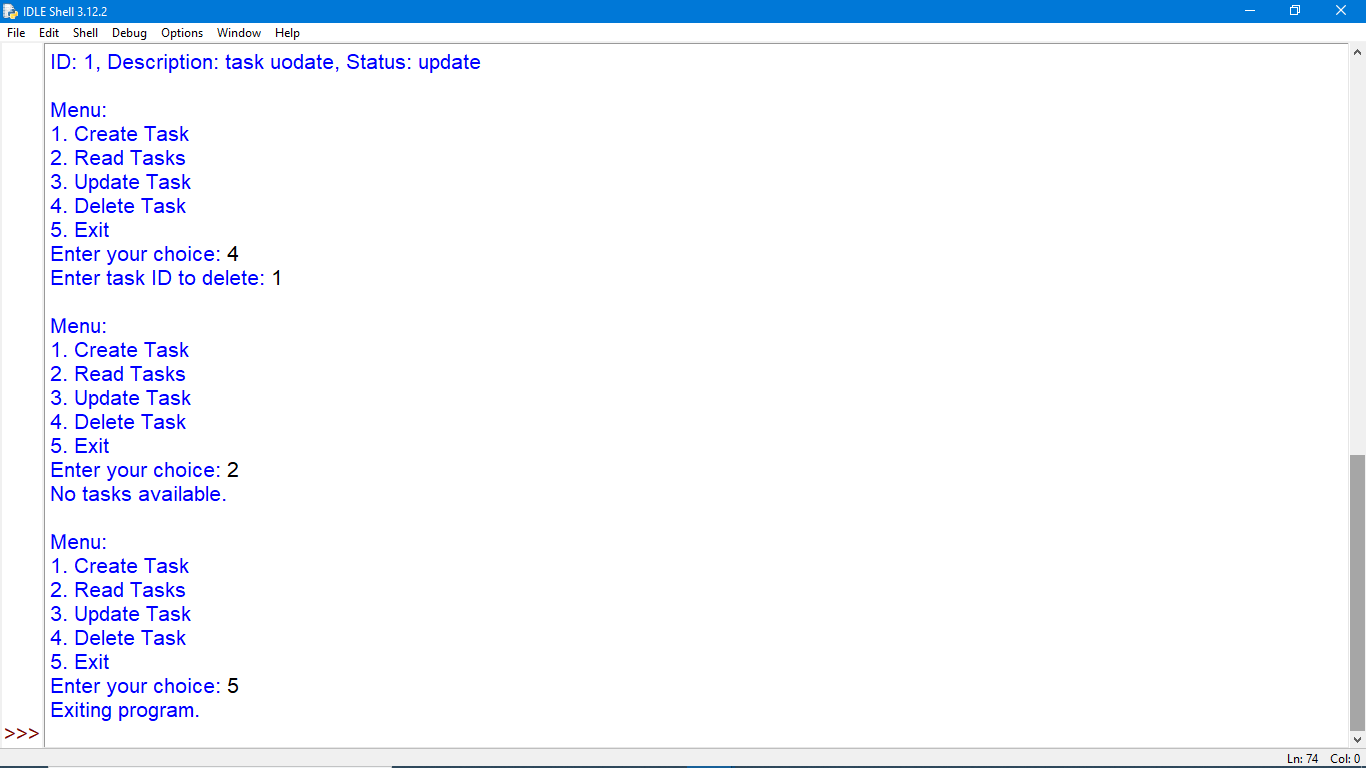 IDLE Shell 3.12.2
File Edit Shell Debug Options Window Help
ID: 1, Description: task uodate, Status: update
Menu:
1. Create Task
2. Read Tasks
3. Update Task
4. Delete Task
5. Exit
Enter your choice: 4
Enter task ID to delete: 1
Menu:
1. Create Task
2. Read Tasks
3. Update Task
4. Delete Task
5. Exit
Enter your choice: 2
No tasks available.
Menu:
1. Create Task
2. Read Tasks
3. Update Task
4. Delete Task
5. Exit
Enter your choice: 5
Exiting program.
>>>
Ln: 74 Col: 0